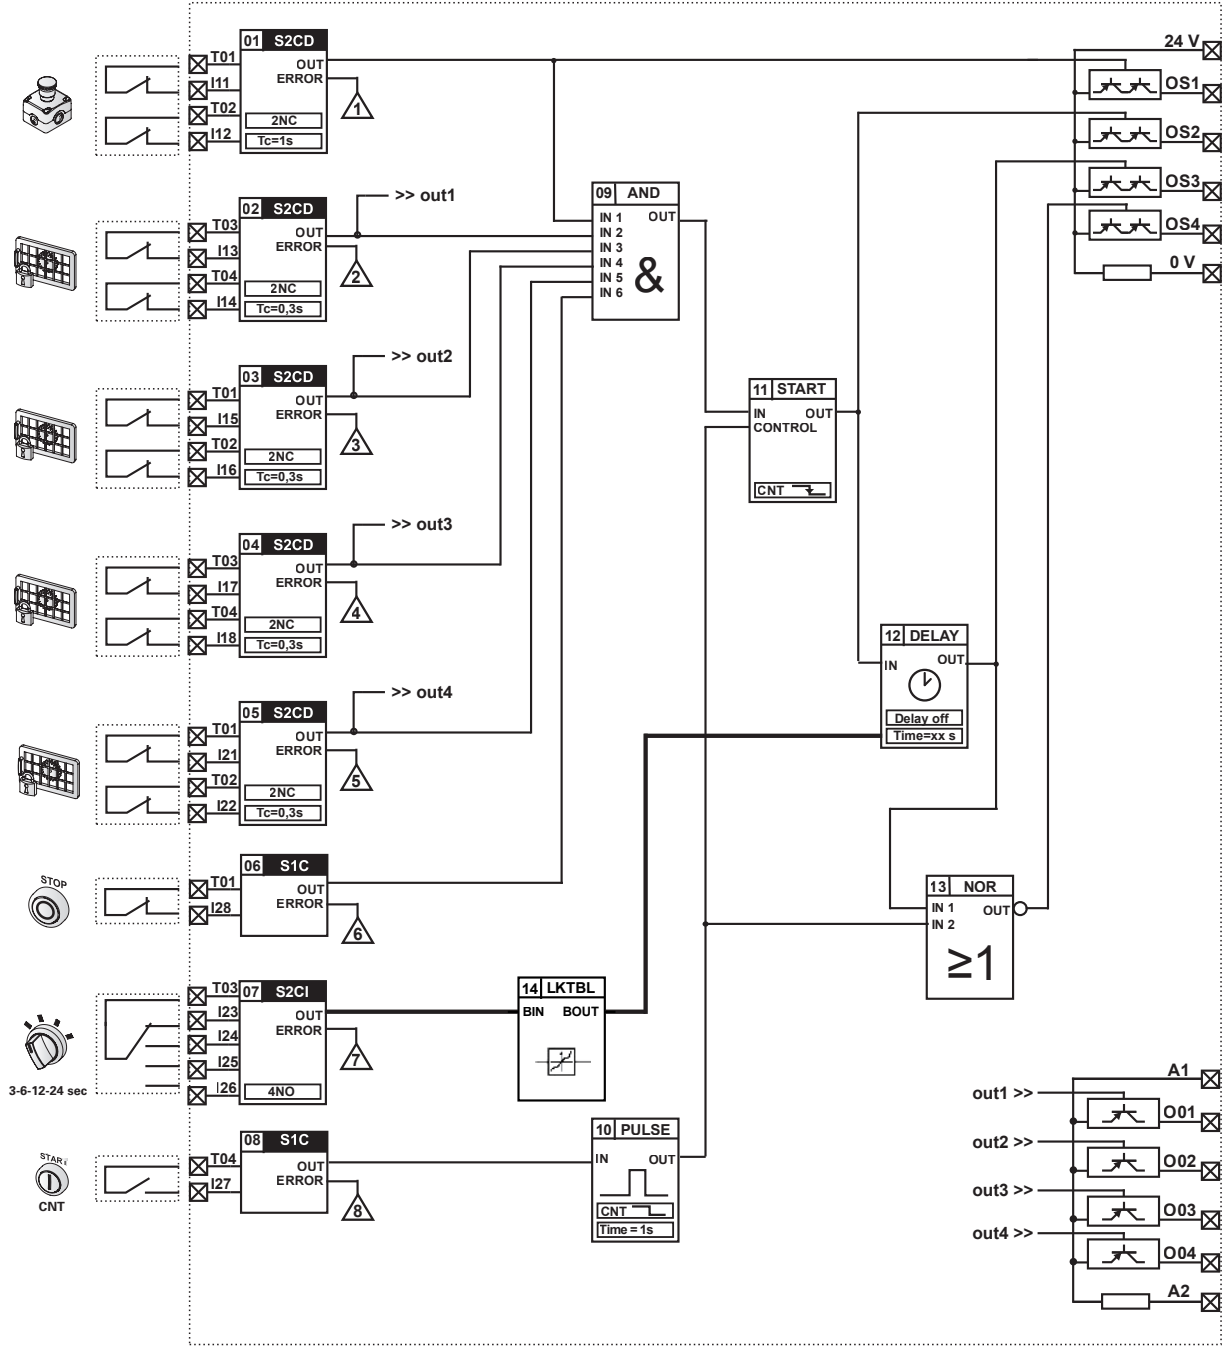 01 S2CD
T01
OUT
I11
ERROR
1
T02
2NC
I12
Tc=1s
24 V
OS1
OS2
OS3
OS4
0 V
>> out1
02 S2CD
T03
OUT
I13
ERROR
2
T04
2NC
I14
Tc=0,3s
09 AND
IN 1 OUT
IN 2
IN 3
IN 4
IN 5
IN 6
&
>> out2
03 S2CD
T01
OUT
I15
ERROR
3
T02
2NC
I16
Tc=0,3s
11 START
IN OUT
CONTROL
CNT
>> out3
04 S2CD
T03
OUT
I17
ERROR
4
T04
2NC
I18
Tc=0,3s
12 DELAY
IN OUT
Delay off
Time=xx s
>> out4
05 S2CD
T01
OUT
I21
ERROR
5
T02
2NC
I22
Tc=0,3s
STOP
06 S1C
T01
OUT
I28
ERROR
6
13 NOR
IN 1 OUT
IN 2
≥1
3-6-12-24 sec
07 S2CI
T03
OUT
I23
ERROR
7
I24
I25
I26
4NO
14 LKTBL
BIN BOUT
START
CNT
08 S1C
T04
OUT
I27
ERROR
8
10 PULSE
IN OUT
CNT
Time = 1s
A1
out1 >>
O01
out2 >>
O02
out3 >>
O03
out4 >>
O04
A2